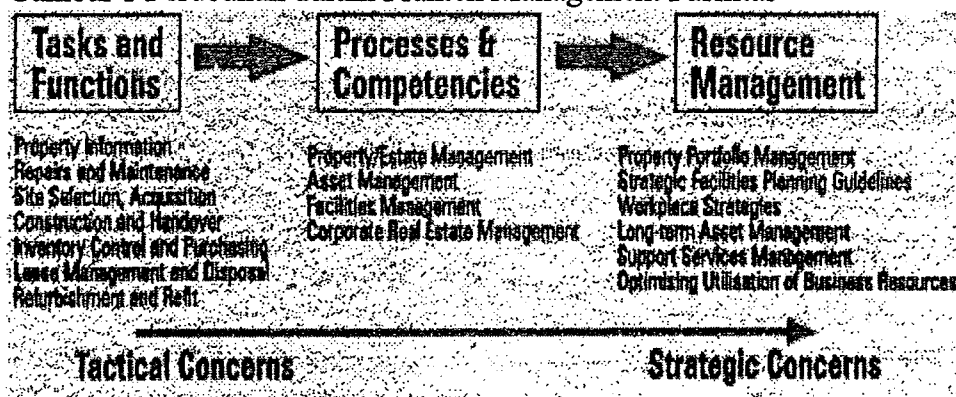 Tasks and
Functions
Processes &
Competencies
Resource
Management
Property Information
Repairs and Maintenance
Site Selection, Acquisition
Construction and Handover
Inventory Control and Purchasing
Lease Management and Disposal
Refurbishment and Refit
Property/Estate Management
Asset Management
Facilities Management
Corporate Real Estate Management
Property Portfolio Management
Strategic Facilities Planning Guidelines
Workplace Strategies
Long-term Asset Management
Support Services Management
Optimising Utilisation of Business Resources
Tactical Concerns
Strategic Concerns